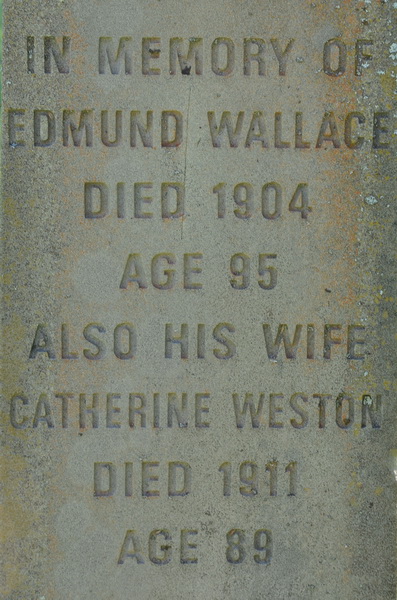 IN MEMORY OF
EDMUND WALLACE
DIED 1904
AGE 95
ALSO HIS WIFE
CATHERINE WESTON
DIED 1911
AGE 89